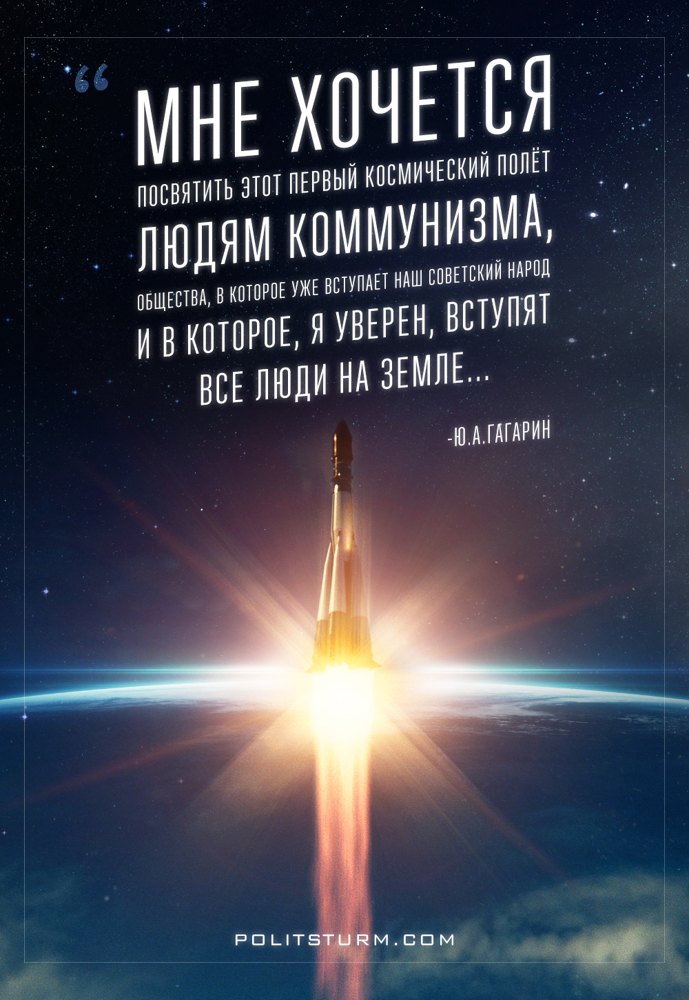 “
МНЕ ХОЧЕТСЯ
ПОСВЯТИТЬ ЭТОТ ПЕРВЫЙ КОСМИЧЕСКИЙ ПОЛЁТ
ЛЮДЯМ КОММУНИЗМА,
ОБЩЕСТВА, В КОТОРОЕ УЖЕ ВСТУПАЕТ НАШ СОВЕТСКИЙ НАРОД
И В КОТОРОЕ, Я УВЕРЕН, ВСТУПЯТ
ВСЕ ЛЮДИ НА ЗЕМЛЕ...
-Ю.А.ГАГАРИН
POLITSTURM.COM